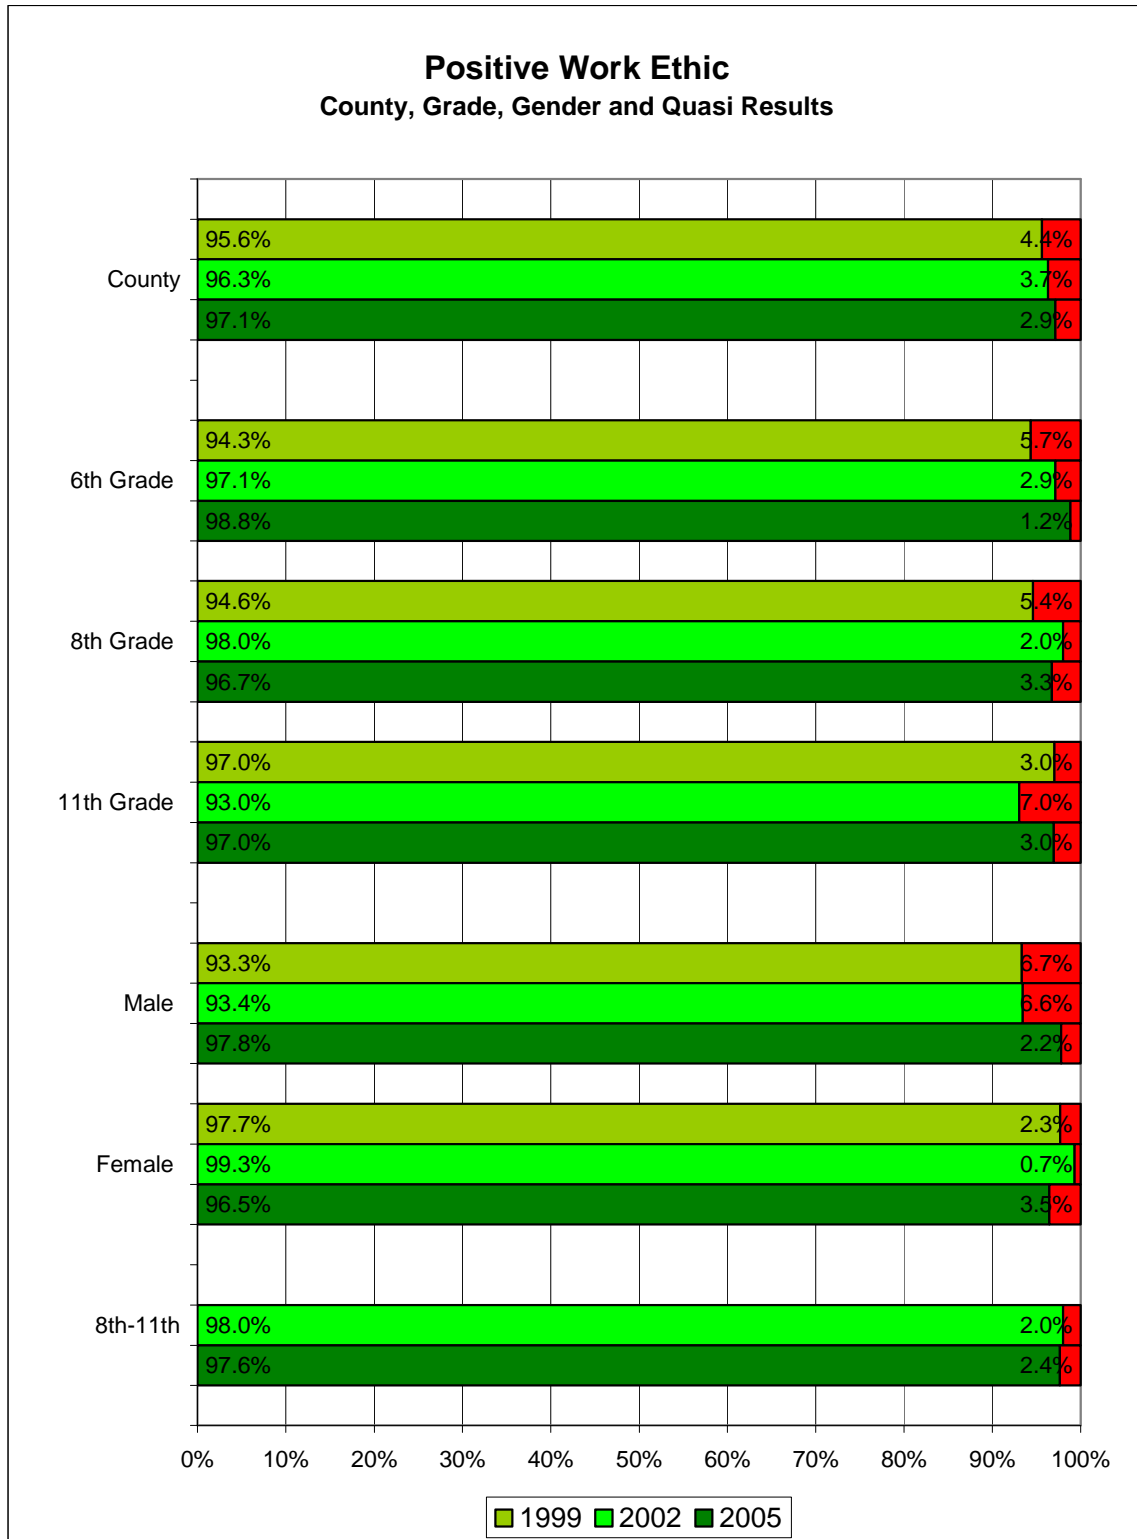 Positive Work Ethic
County, Grade, Gender and Quasi Results
95.6% 4.4%
County 96.3% 3.7%
97.1% 2.9%
94.3% 5.7%
6th Grade 97.1% 2.9%
98.8% 1.2%
94.6% 5.4%
8th Grade 98.0% 2.0%
96.7% 3.3%
97.0% 3.0%
11th Grade 93.0% 7.0%
97.0% 3.0%
93.3% 6.7%
Male 93.4% 6.6%
97.8% 2.2%
97.7% 2.3%
Female 99.3% 0.7%
96.5% 3.5%
8th-11th 98.0% 2.0%
97.6% 2.4%
0% 10% 20% 30% 40% 50% 60% 70% 80% 90% 100%
1999 2002 2005